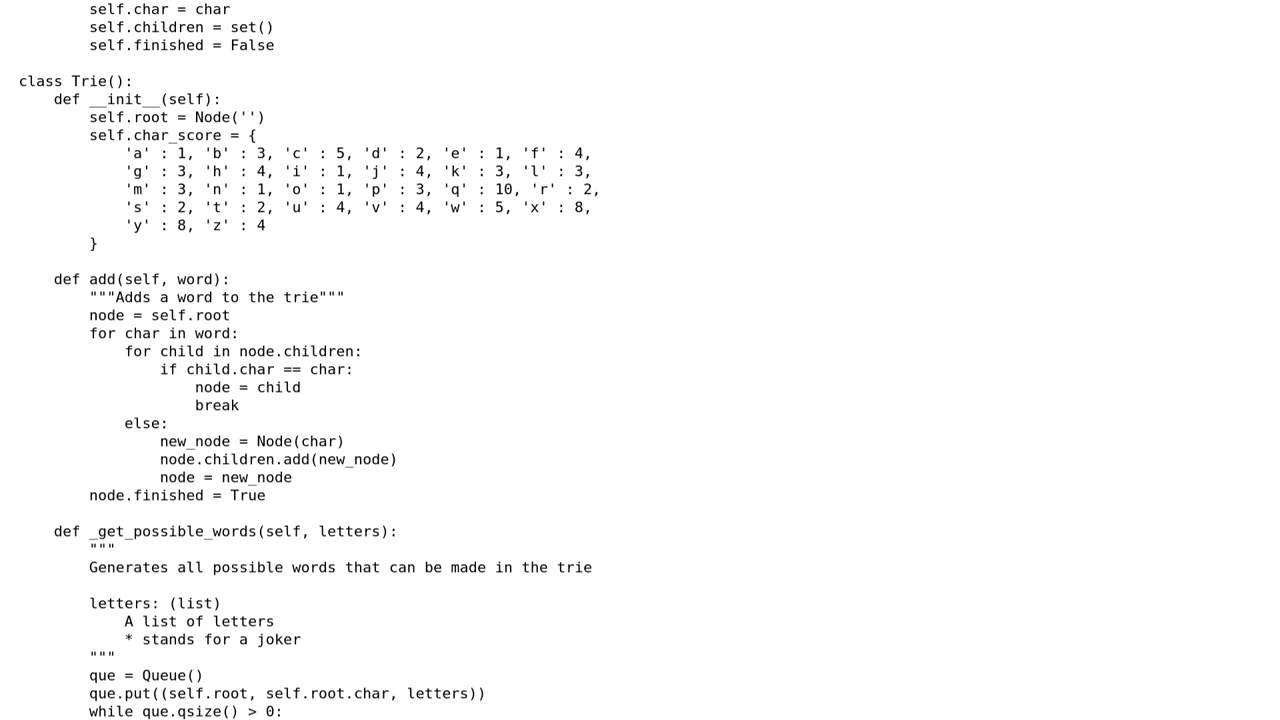 self.char = char
self.children = set()
self.finished = False
class Trie():
def __init__(self):
self.root = Node('')
self.char_score = {
'a' : 1, 'b' : 3, 'c' : 5, 'd' : 2, 'e' : 1, 'f' : 4,
'g' : 3, 'h' : 4, 'i' : 1, 'j' : 4, 'k' : 3, 'l' : 3,
'm' : 3, 'n' : 1, 'o' : 1, 'p' : 3, 'q' : 10, 'r' : 2,
's' : 2, 't' : 2, 'u' : 4, 'v' : 4, 'w' : 5, 'x' : 8,
'y' : 8, 'z' : 4
}
def add(self, word):
"""Adds a word to the trie"""
node = self.root
for char in word:
for child in node.children:
if child.char == char:
node = child
break
else:
new_node = Node(char)
node.children.add(new_node)
node = new_node
node.finished = True
def _get_possible_words(self, letters):
"""
Generates all possible words that can be made in the trie
letters: (list)
A list of letters
* stands for a joker
"""
que = Queue()
que.put((self.root, self.root.char, letters))
while que.qsize() > 0: